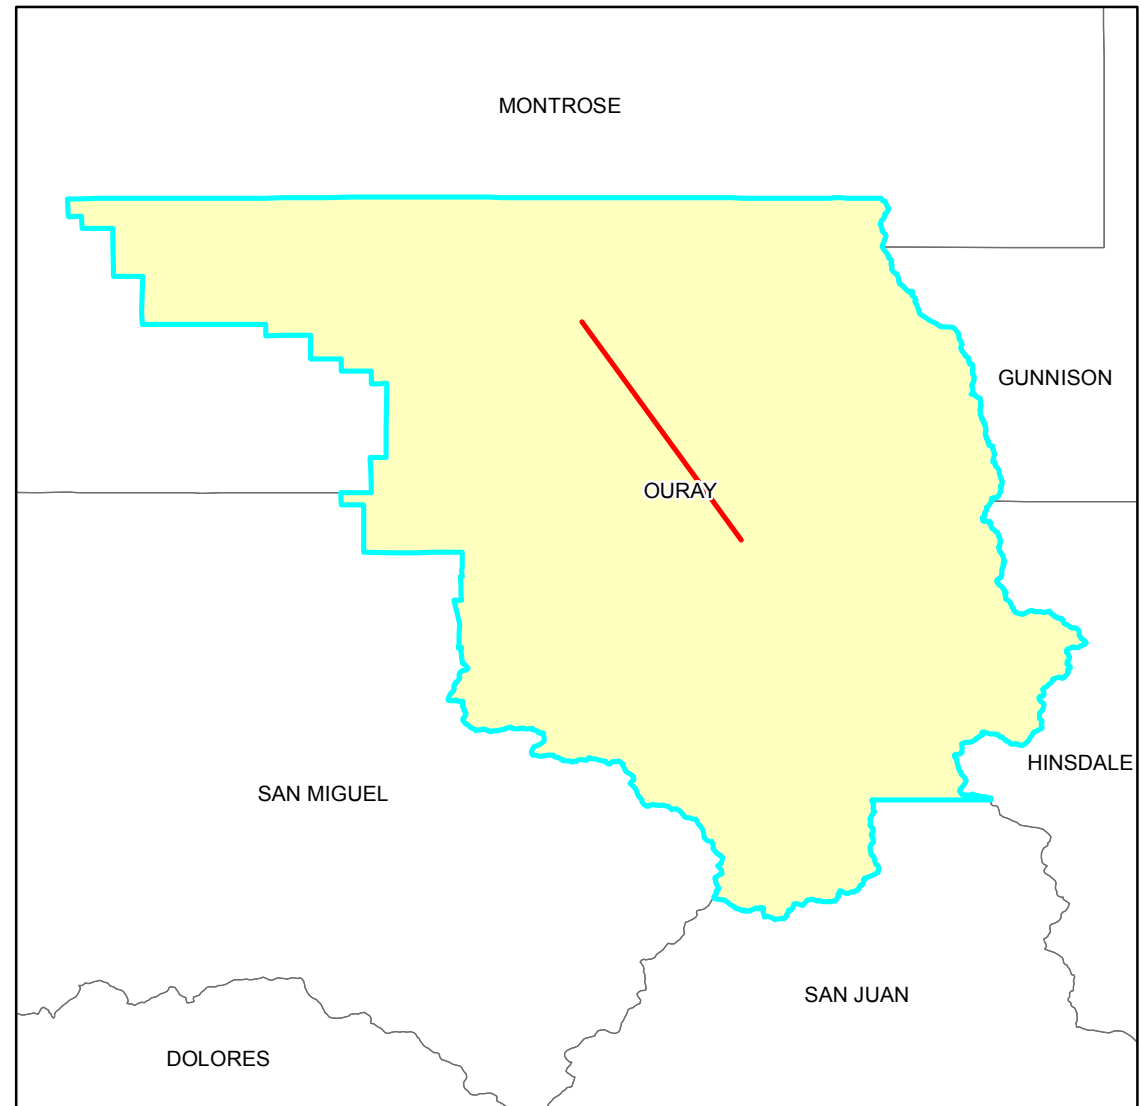 MONTROSE
GUNNISON
OURAY
HINSDALE
SAN MIGUEL
SAN JUAN
DOLORES